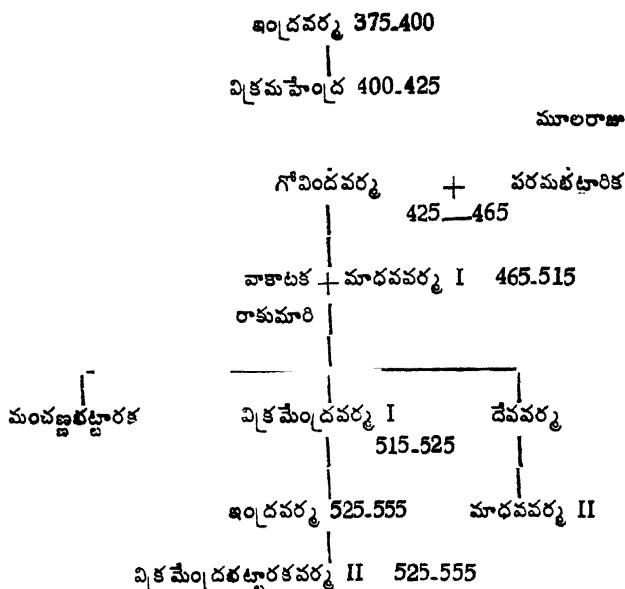 ఇంద్రవర్మ 375-400
విక్రమహేంద్ర 400-425
మూలరాజు
గోవిందవర్మ + పరమభట్టారిక
425—465
వాకాటక + మాధవవర్మ I 465-515
రాకుమారి
మంచణ్ణభట్టారక విక్రమేంద్రవర్మ I దేవవర్మ
515-525
ఇంద్రవర్మ 525-555 మాధవవర్మ II
విక్రమేంద్రభట్టారకవర్మ II 525-555